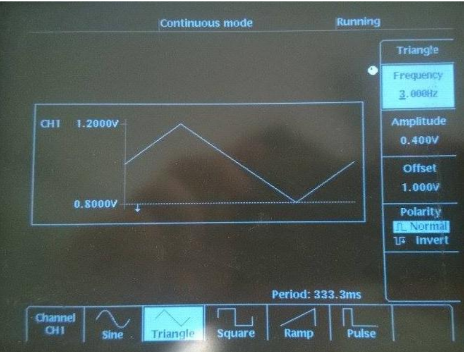 Continuous mode Running
Triangle
Frequency
3.000Hz
CH1 1.2000V
Amplitude
0.400V
Offset
1.000V
0.8000V
Polarity
Normal
Invert
Period: 333.3ms
Channel
CH1
Sine
Triangle
Square
Ramp
Pulse